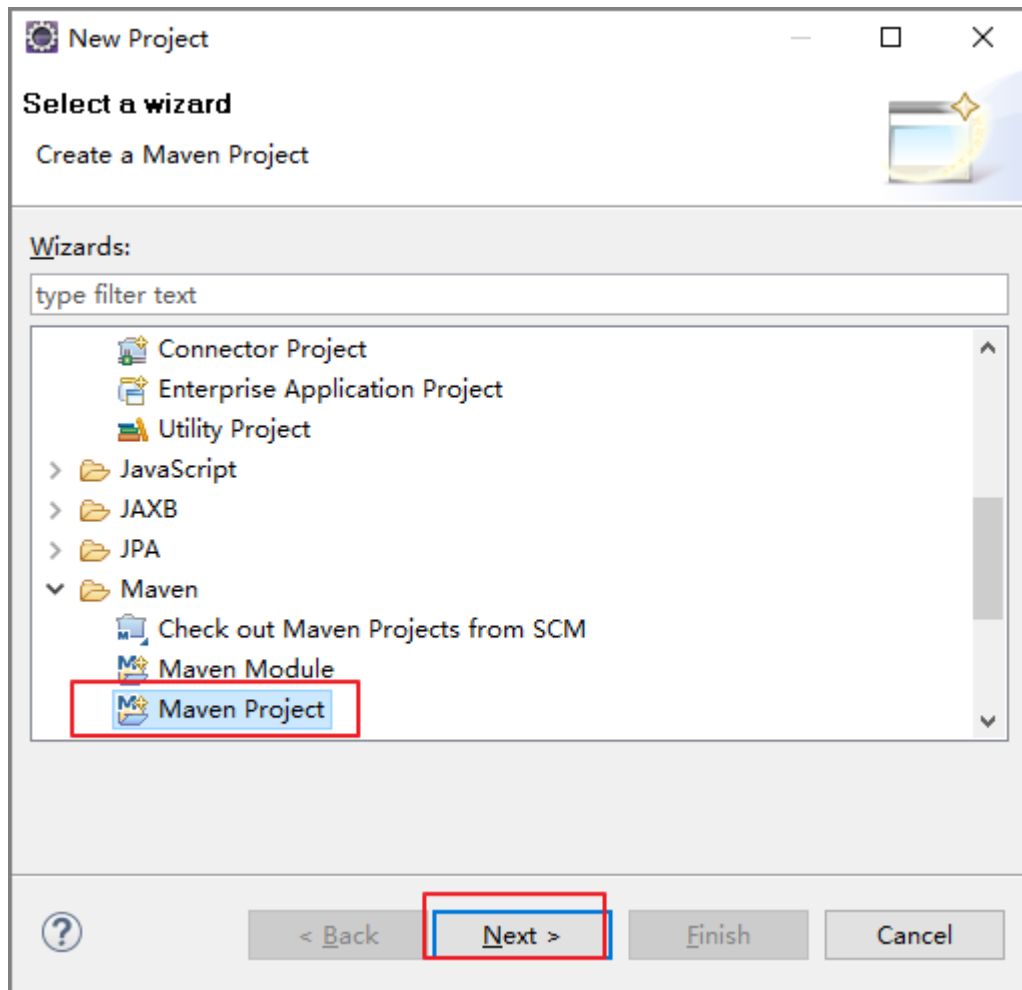 New Project
Select a wizard
Create a Maven Project
Wizards:
type filter text
Connector Project
Enterprise Application Project
Utility Project
JavaScript
JAXB
JPA
Maven
Check out Maven Projects from SCM
Maven Module
Maven Project
< Back Next > Finish Cancel